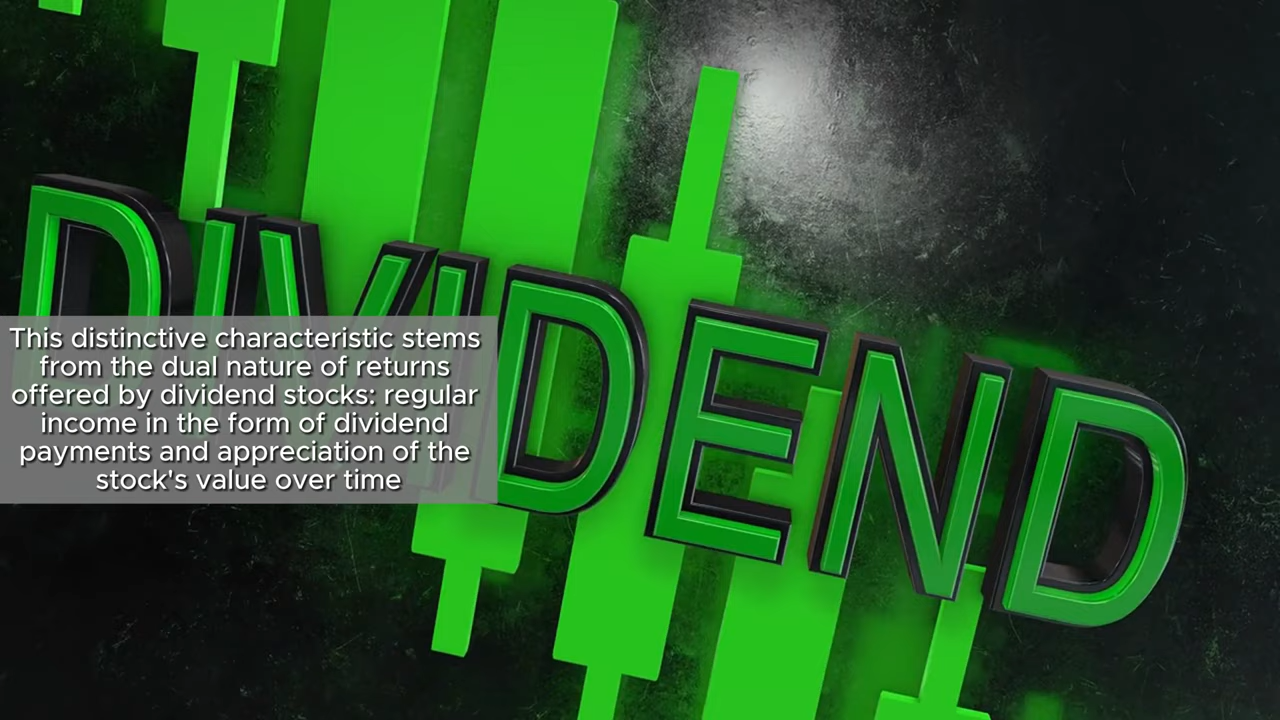 DIVIDEND
This distinctive characteristic stems
from the dual nature of returns
offered by dividend stocks: regular
income in the form of dividend
payments and appreciation of the
stock's value over time